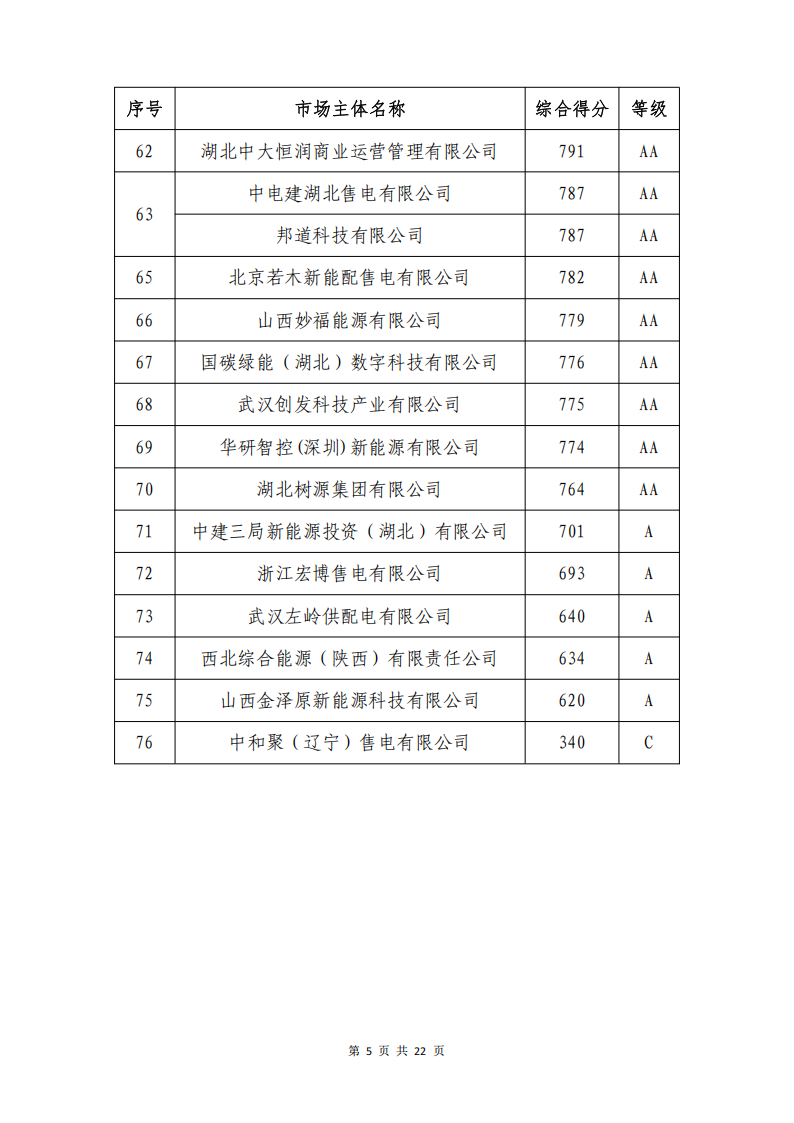 序号 市场主体名称 综合得分 等级
62 湖北中大恒润商业运营管理有限公司 791 AA
63 中电建湖北售电有限公司 787 AA
邦道科技有限公司 787 AA
65 北京若木新能配售电有限公司 782 AA
66 山西妙福能源有限公司 779 AA
67 国碳绿能（湖北）数字科技有限公司 776 AA
68 武汉创发科技产业有限公司 775 AA
69 华研智控(深圳)新能源有限公司 774 AA
70 湖北树源集团有限公司 764 AA
71 中建三局新能源投资（湖北）有限公司 701 A
72 浙江宏博售电有限公司 693 A
73 武汉左岭供配电有限公司 640 A
74 西北综合能源（陕西）有限责任公司 634 A
75 山西金泽原新能源科技有限公司 620 A
76 中和聚（辽宁）售电有限公司 340 C
第 5 页 共 22 页